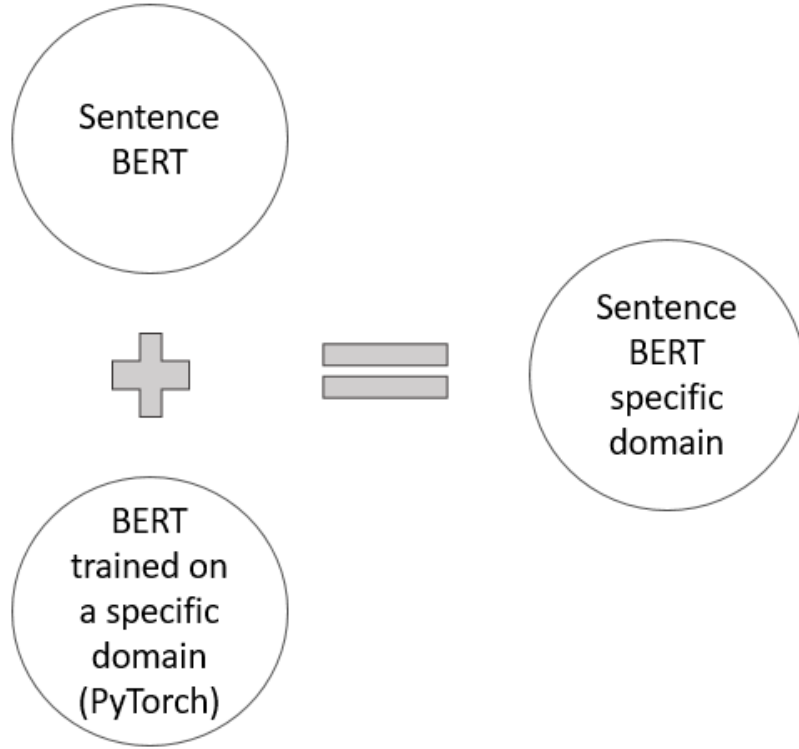 Sentence
BERT
Sentence
BERT
specific
domain
BERT
trained on
a specific
domain
(PyTorch)